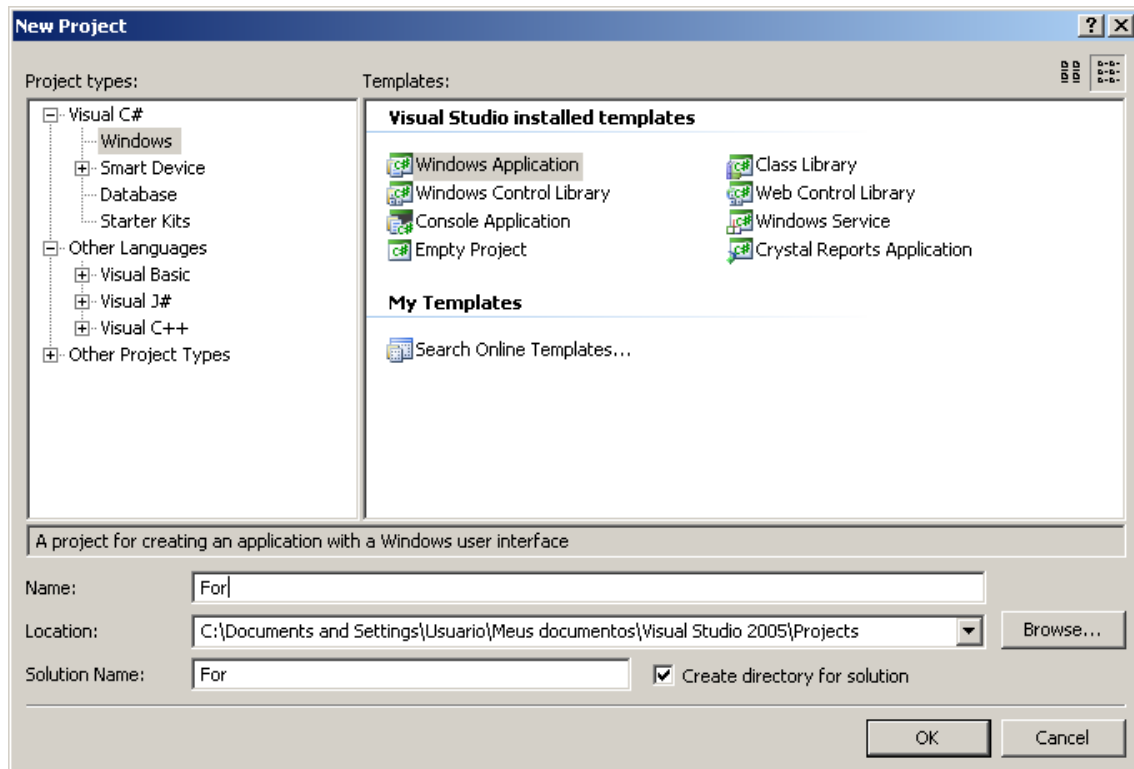 New Project
Project types:
Templates:
Visual C#
Windows
Smart Device
Database
Starter Kits
Other Languages
Visual Basic
Visual J#
Visual C++
Other Project Types
Visual Studio installed templates
Windows Application
Class Library
Windows Control Library
Web Control Library
Console Application
Windows Service
Empty Project
Crystal Reports Application
My Templates
Search Online Templates...
A project for creating an application with a Windows user interface
Name: For
Location: C:\Documents and Settings\Usuario\Meus documentos\Visual Studio 2005\Projects Browse...
Solution Name: For Create directory for solution
OK Cancel